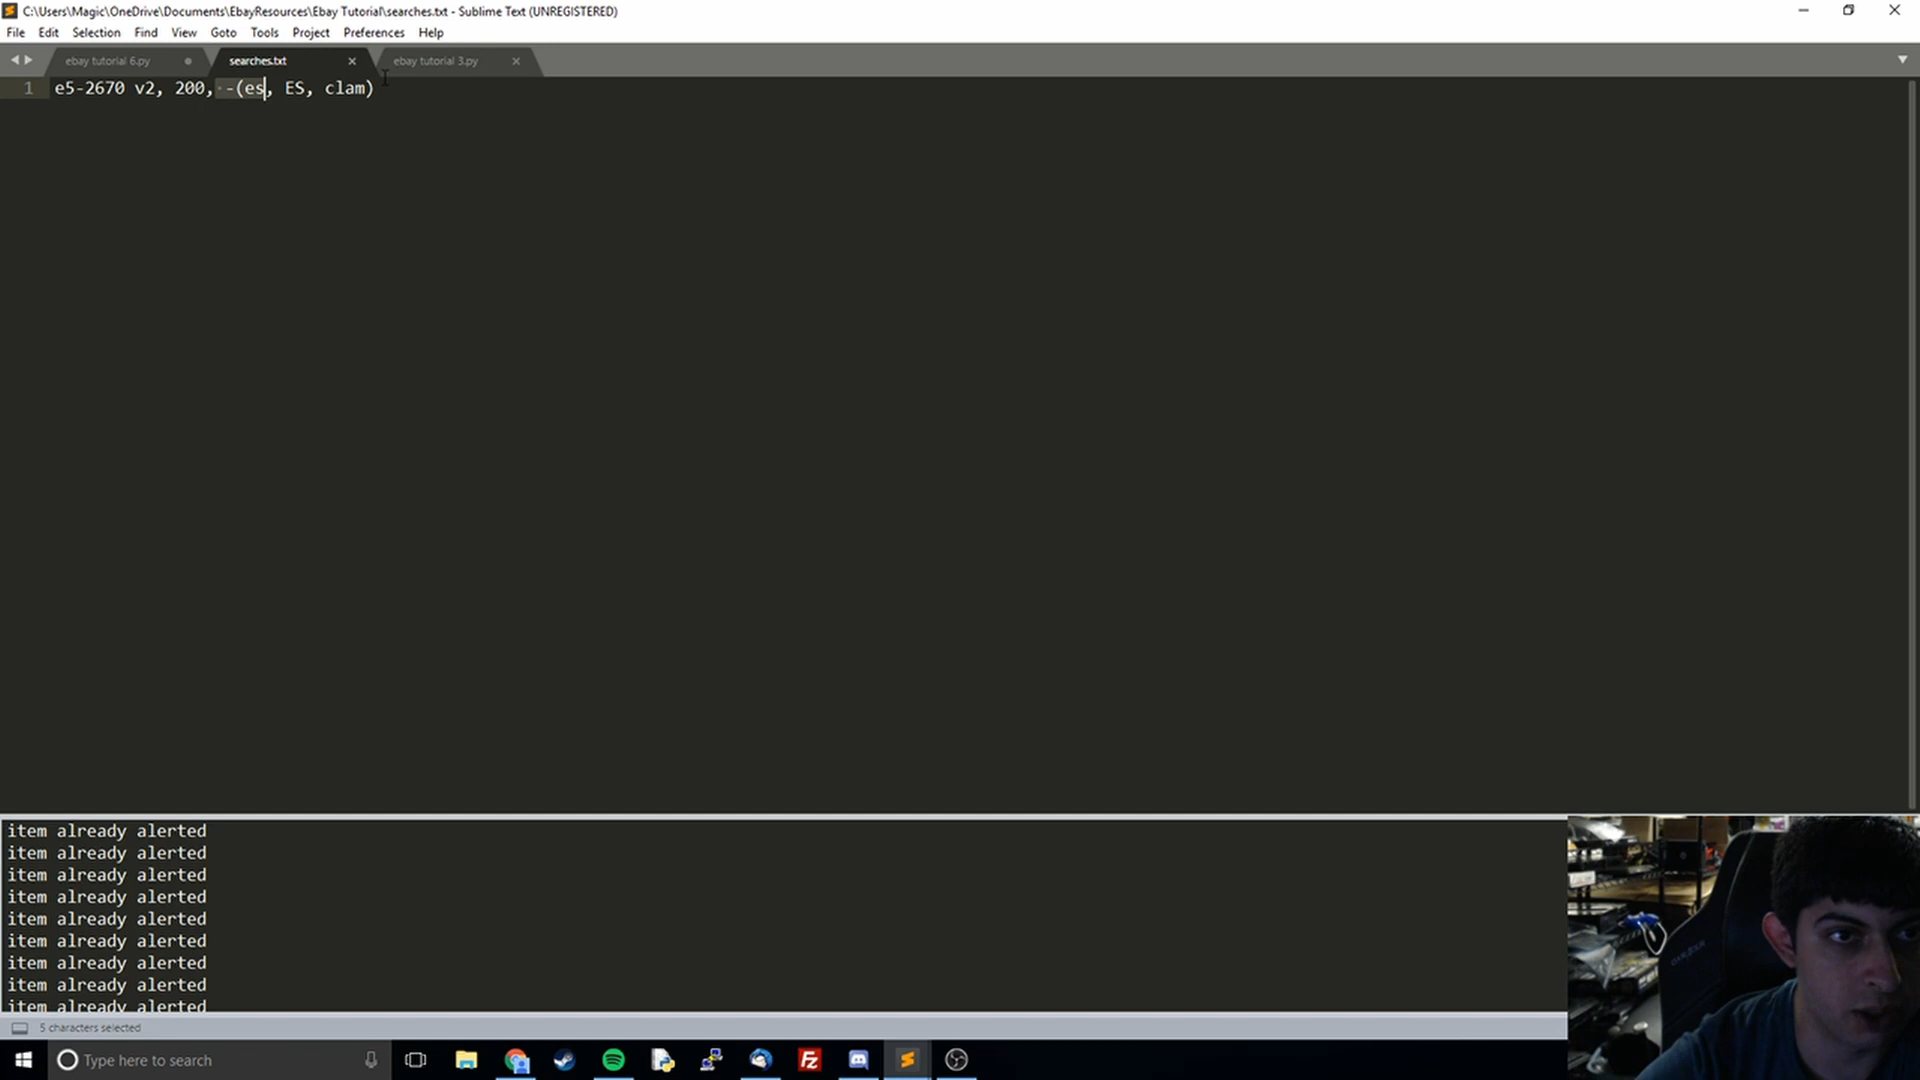 C:\Users\Magic\OneDrive\Documents\EbayResources\Ebay Tutorial\searches.txt - Sublime Text (UNREGISTERED)
File Edit Selection Find View Goto Tools Project Preferences Help
ebay tutorial 6.py searches.txt ebay tutorial 3.py
1 e5-2670 v2, 200, -(es, ES, clam)
item already alerted
item already alerted
item already alerted
item already alerted
item already alerted
item already alerted
item already alerted
item already alerted
item already alerted
5 characters selected
Type here to search